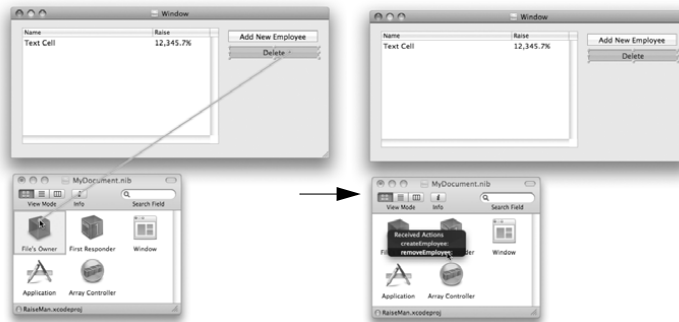 Window
Name Raise
Text Cell 12,345.7%
Add New Employee
Delete
MyDocument.nib
View Mode Info Search Field
File's Owner First Responder Window
Application Array Controller
RaiseMan.xcodeproj
Window
Name Raise
Text Cell 12,345.7%
Add New Employee
Delete
MyDocument.nib
View Mode Info Search Field
Received Actions
createEmployee:
removeEmployee:
Window
Application Array Controller
RaiseMan.xcodeproj